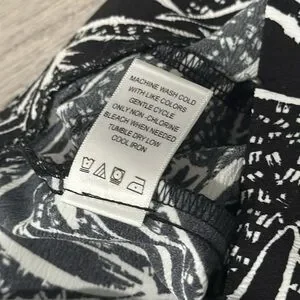 MACHINE WASH COLD
WITH LIKE COLORS
GENTLE CYCLE
ONLY NON -CHLORINE
BLEACH WHEN NEEDED
TUMBLE DRY LOW
COOL IRON